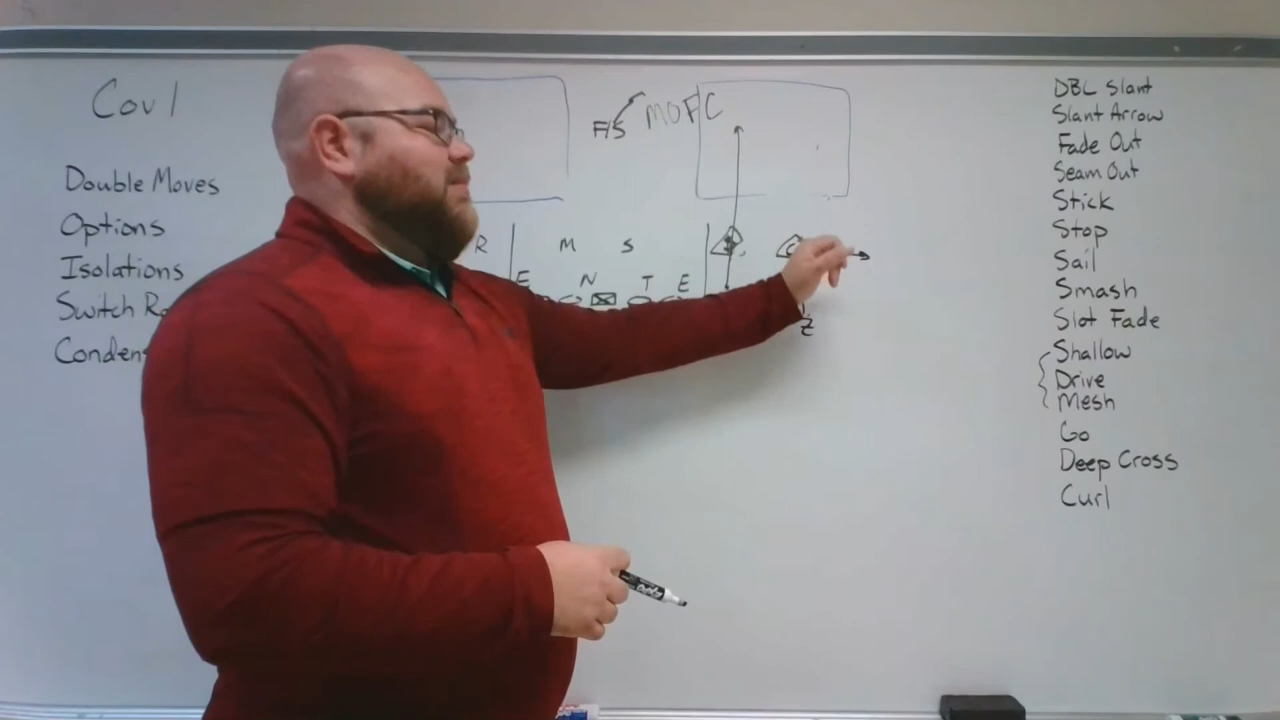 Cov 1
Double Moves
Options
Isolations
Switch
F/S MOFC
R M S
E N T E
C
Z
DBL Slant
Slant Arrow
Fade Out
Seam Out
Stick
Stop
Sail
Smash
Slot Fade
Shallow
Drive
Mesh
Go
Deep Cross
Curl